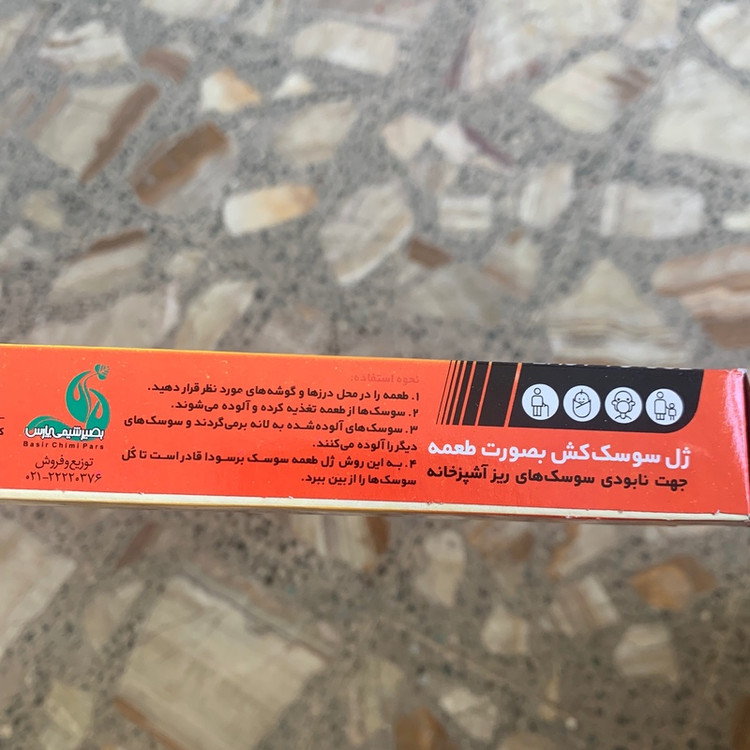 ژل سوسک‌کش بصورت طعمه
جهت نابودی سوسک‌های ریز آشپزخانه
نحوه استفاده:
۱. طعمه را در محل درزها و گوشه‌های مورد نظر قرار دهید.
۲. سوسک‌ها از طعمه تغذیه کرده و آلوده می‌شوند.
۳. سوسک‌های آلوده‌شده به لانه برمی‌گردند و سوسک‌های
دیگر را آلوده می‌کنند.
۴. به این روش ژل طعمه سوسک برسودا قادر است تا کُل
سوسک‌ها را از بین ببرد.
بصیر شیمی پارس
Basir Chimi Pars
توزیع و فروش
۰۲۱-۲۲۲۲۰۳۷۶